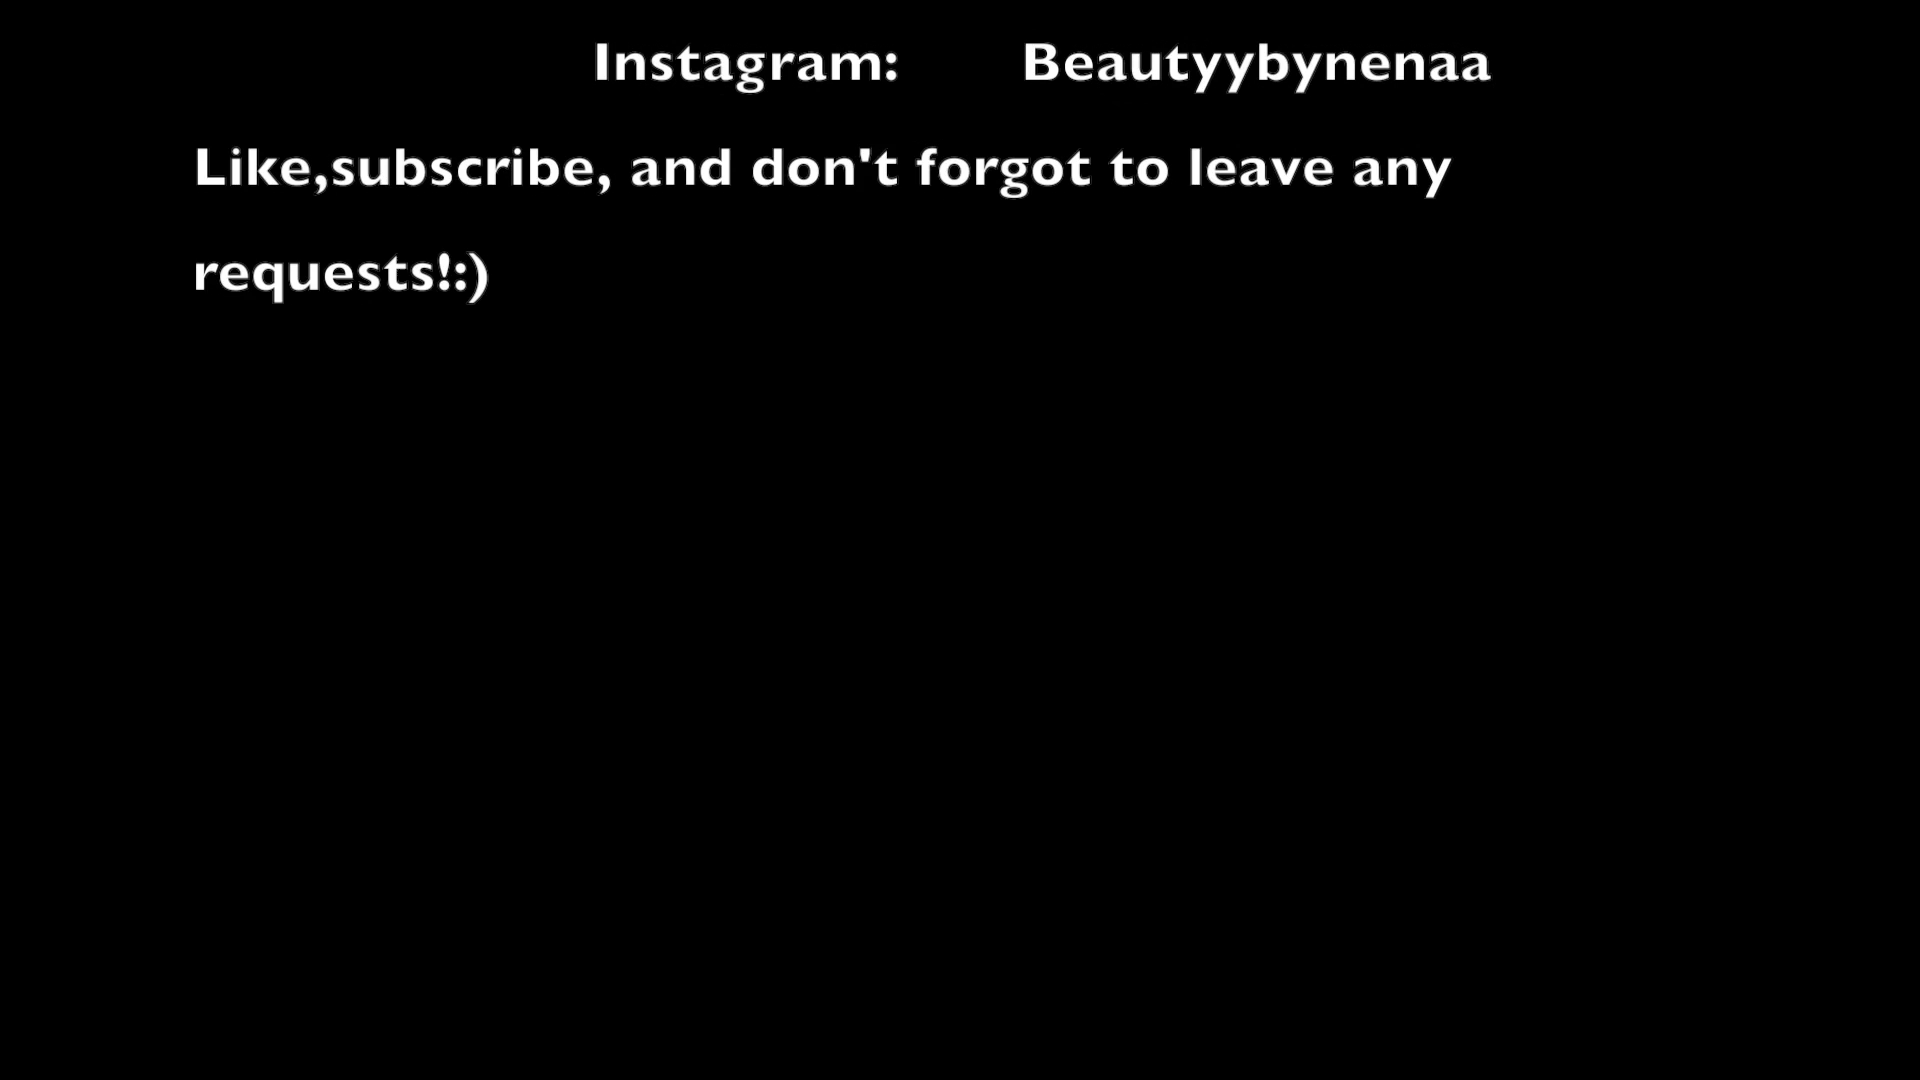 Instagram: Beautyybynenaa
Like,subscribe, and don't forgot to leave any
requests!:)